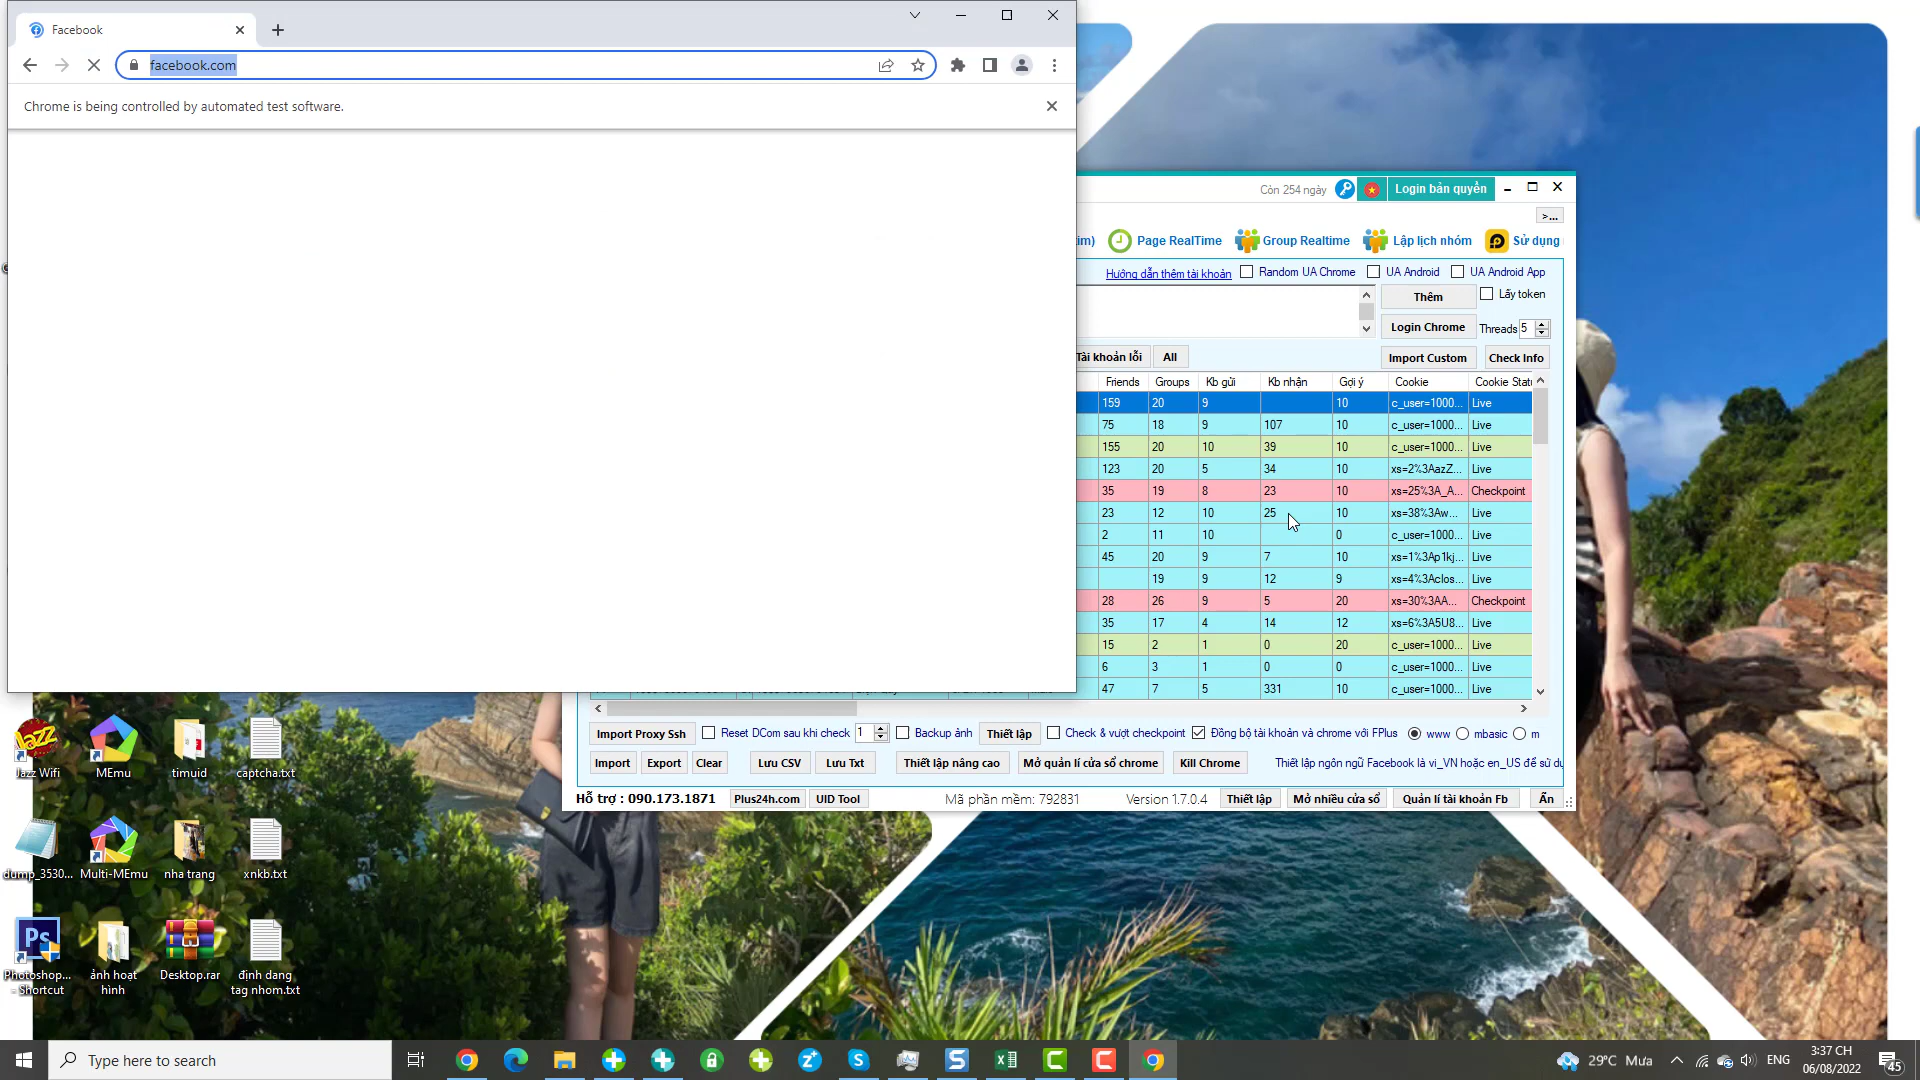 Facebook
facebook.com
Chrome is being controlled by automated test software.
Còn 254 ngày
Login bản quyền
>...
im)
Page RealTime
Group Realtime
Lập lịch nhóm
Sử dụng
Hướng dẫn thêm tài khoản
Random UA Chrome
UA Android
UA Android App
Thêm
Lấy token
Login Chrome
Threads 5
Tài khoản lỗi
All
Import Custom
Check Info
Friends Groups Kb gửi Kb nhận Gợi ý Cookie Cookie Statu
159 20 9 10 c_user=1000... Live
75 18 9 107 10 c_user=1000... Live
155 20 10 39 10 c_user=1000... Live
123 20 5 34 10 xs=2%3AazZ... Live
35 19 8 23 10 xs=25%3A_A... Checkpoint
23 12 10 25 10 xs=38%3Aw... Live
2 11 10 0 c_user=1000... Live
45 20 9 7 10 xs=1%3Ap1kj... Live
19 9 12 9 xs=4%3Aclos... Live
28 26 9 5 20 xs=30%3AA... Checkpoint
35 17 4 14 12 xs=6%3A5U8... Live
15 2 1 0 20 c_user=1000... Live
6 3 1 0 0 c_user=1000... Live
47 7 5 331 10 c_user=1000... Live
Import Proxy Ssh
Reset DCom sau khi check 1
Backup ảnh
Thiết lập
Check & vượt checkpoint
Đồng bộ tài khoản và chrome với FPlus
www
mbasic
m
Import
Export
Clear
Lưu CSV
Lưu Txt
Thiết lập nâng cao
Mở quản lí cửa sổ chrome
Kill Chrome
Thiết lập ngôn ngữ Facebook là vi_VN hoặc en_US để sử dụ
Hỗ trợ : 090.173.1871
Plus24h.com
UID Tool
Mã phần mềm: 792831
Version 1.7.0.4
Thiết lập
Mở nhiều cửa sổ
Quản lí tài khoản Fb
Ẩn
Jazz Wifi
MEmu
timuid
captcha.txt
dump_3530...
Multi-MEmu
nha trang
xnkb.txt
Photoshop...
- Shortcut
ảnh hoạt
hình
Desktop.rar
định dang
tag nhom.txt
Type here to search
29°C Mưa
ENG
3:37 CH
06/08/2022
45